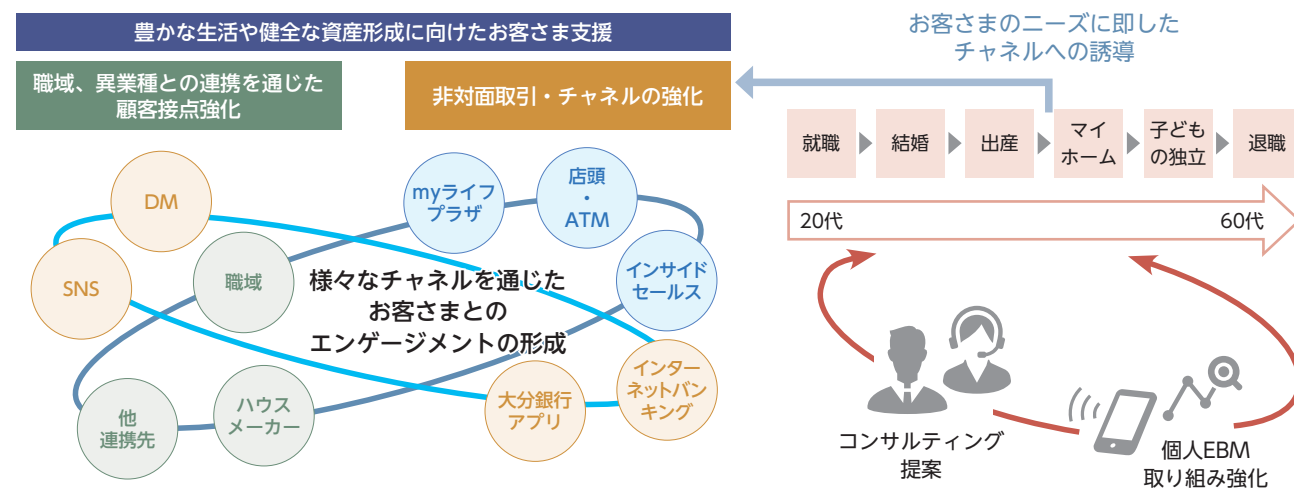 豊かな生活や健全な資産形成に向けたお客さま支援
職域、異業種との連携を通じた
顧客接点強化
非対面取引・チャネルの強化
DM
SNS
職域
他
連携先
ハウス
メーカー
myライフ
プラザ
店頭
・
ATM
インサイド
セールス
インター
ネットバン
キング
大分銀行
アプリ
様々なチャネルを通じた
お客さまとの
エンゲージメントの形成
お客さまのニーズに即した
チャネルへの誘導
就職
結婚
出産
マイ
ホーム
子ども
の独立
退職
20代
60代
コンサルティング
提案
個人EBM
取り組み強化